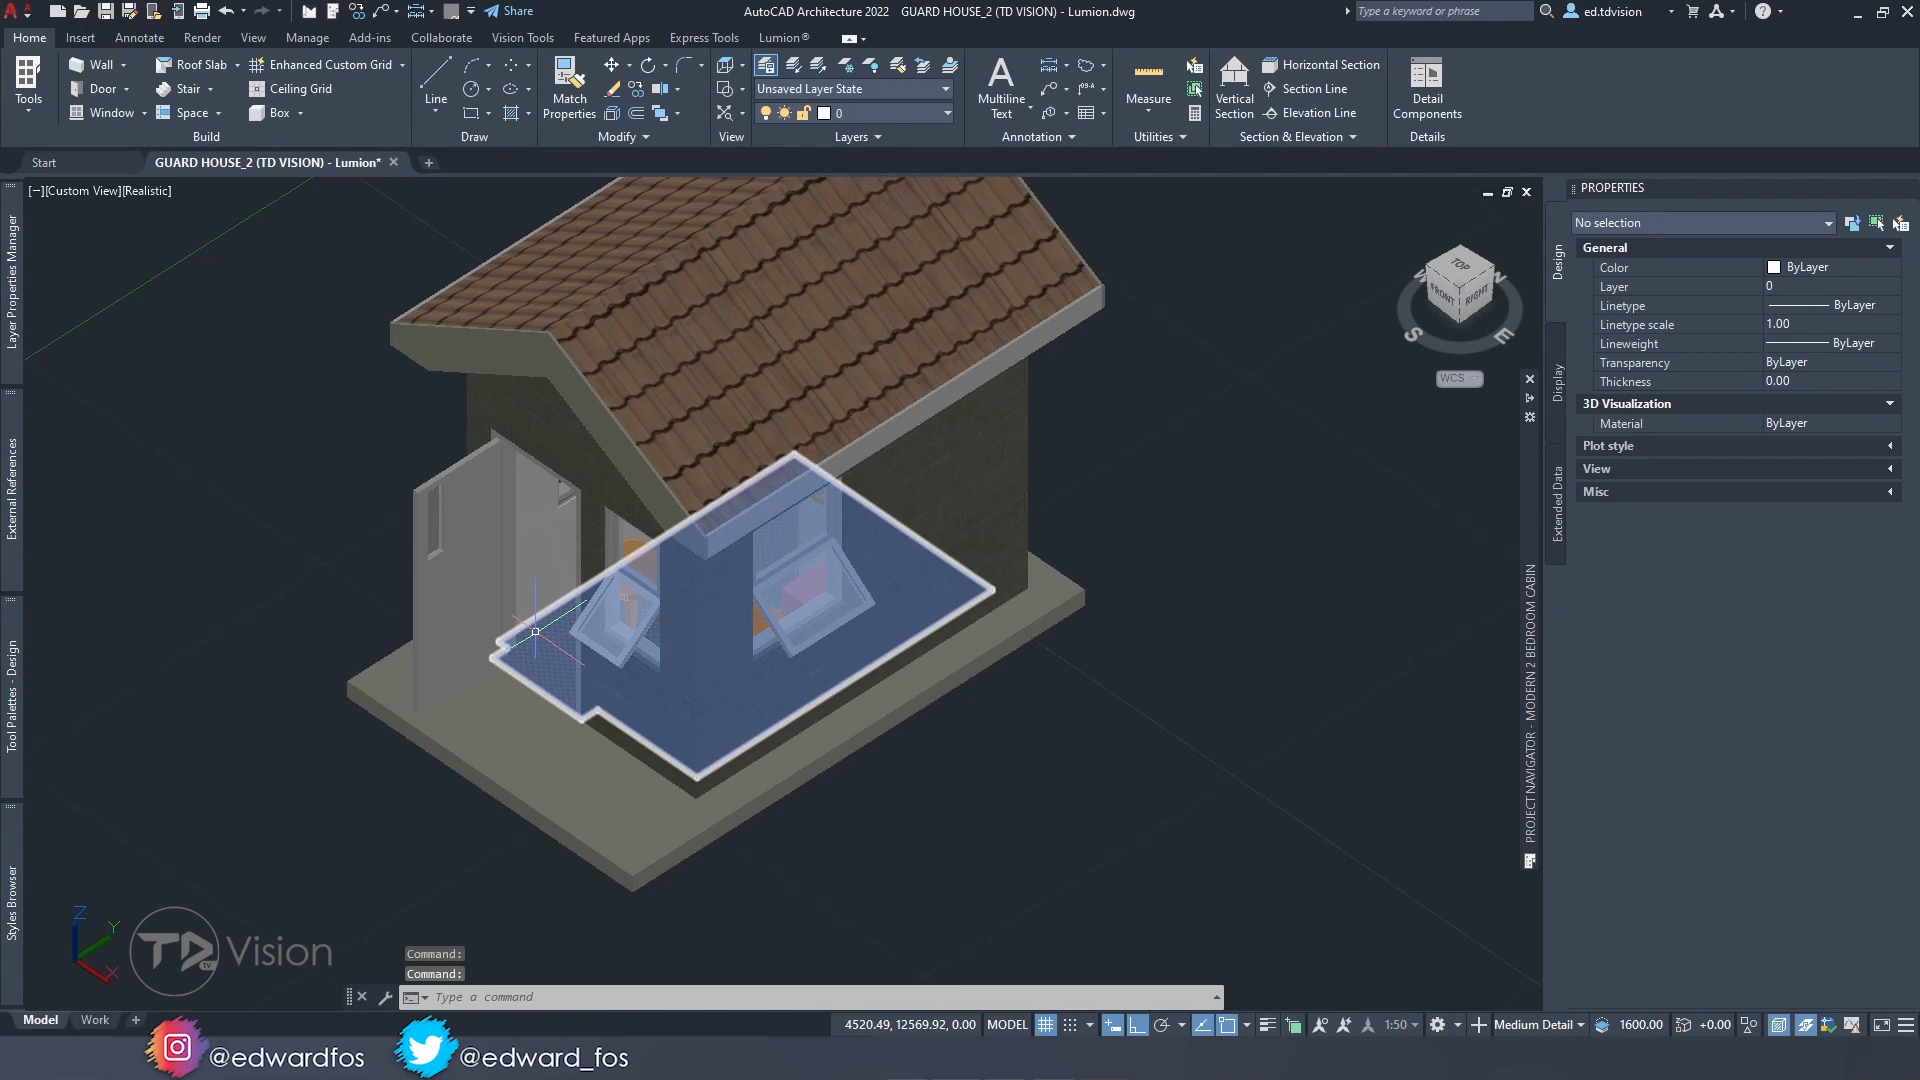 AutoCAD Architecture 2022 GUARD HOUSE_2 (TD VISION) - Lumion.dwg
Share
Type a keyword or phrase
ed.tdvision
Home Insert Annotate Render View Manage Add-ins Collaborate Vision Tools Featured Apps Express Tools Lumion®
Tools
Wall
Door
Window
Roof Slab
Stair
Space
Enhanced Custom Grid
Ceiling Grid
Box
Build
Line
Draw
Match
Properties
Modify
View
Unsaved Layer State
0
Layers
Multiline
Text
Annotation
Measure
Utilities
Vertical
Section
Horizontal Section
Section Line
Elevation Line
Section & Elevation
Detail
Components
Details
Start
GUARD HOUSE_2 (TD VISION) - Lumion*
[−][Custom View][Realistic]
Layer Properties Manager
External References
Tool Palettes - Design
Styles Browser
TOP
FRONT
RIGHT
W
N
S
E
WCS
PROJECT NAVIGATOR - MODERN 2 BEDROOM CABIN
PROPERTIES
Design
Display
Extended Data
No selection
General
Color ByLayer
Layer 0
Linetype ByLayer
Linetype scale 1.00
Lineweight ByLayer
Transparency ByLayer
Thickness 0.00
3D Visualization
Material ByLayer
Plot style
View
Misc
Z
Y
X
TD Vision
TV
Command:
Command:
Type a command
Model Work
4520.49, 12569.92, 0.00 MODEL 1:50 Medium Detail 1600.00 +0.00
@edwardfos @edward_fos